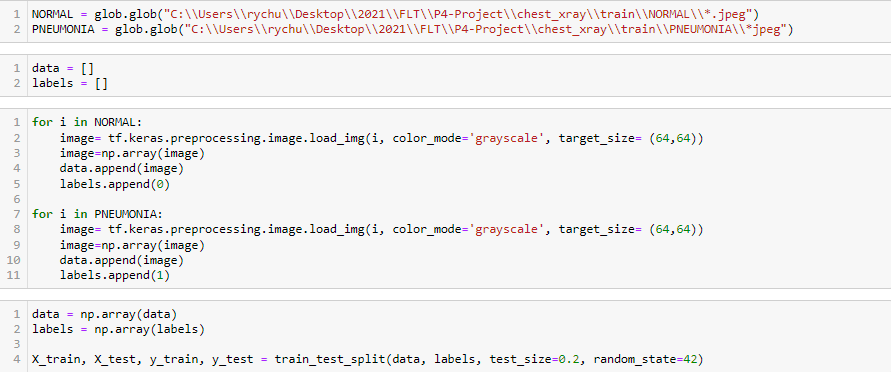 1 NORMAL = glob.glob("C:\\Users\\rychu\\Desktop\\2021\\FLT\\P4-Project\\chest_xray\\train\\NORMAL\\*.jpeg")
2 PNEUMONIA = glob.glob("C:\\Users\\rychu\\Desktop\\2021\\FLT\\P4-Project\\chest_xray\\train\\PNEUMONIA\\*jpeg")
1 data = []
2 labels = []
1 for i in NORMAL:
2     image= tf.keras.preprocessing.image.load_img(i, color_mode='grayscale', target_size= (64,64))
3     image=np.array(image)
4     data.append(image)
5     labels.append(0)
6
7 for i in PNEUMONIA:
8     image= tf.keras.preprocessing.image.load_img(i, color_mode='grayscale', target_size= (64,64))
9     image=np.array(image)
10     data.append(image)
11     labels.append(1)
1 data = np.array(data)
2 labels = np.array(labels)
3
4 X_train, X_test, y_train, y_test = train_test_split(data, labels, test_size=0.2, random_state=42)